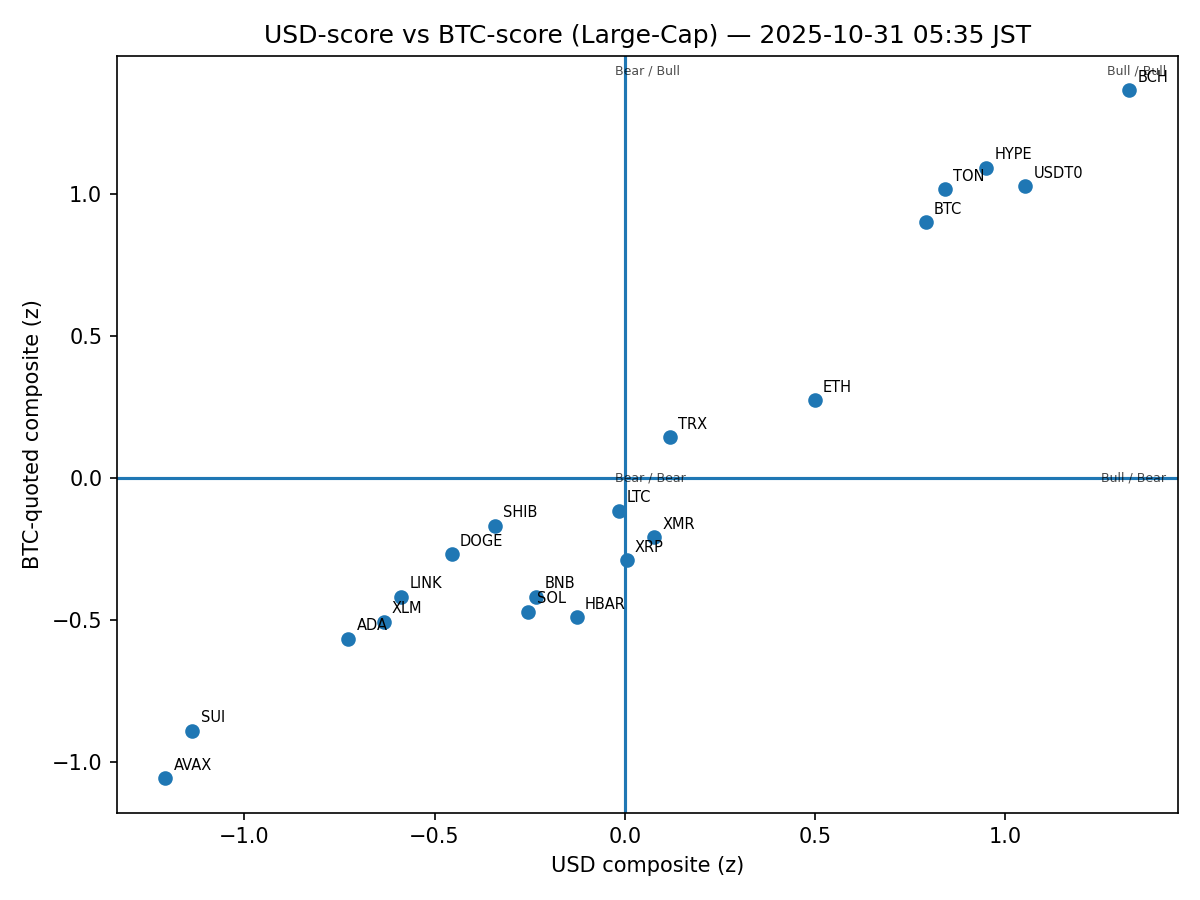 USD-score vs BTC-score (Large-Cap) — 2025-10-31 05:35 JST
Bear / Bull
Bull / Bull
BCH
HYPE
USDT0
TON
BTC
ETH
TRX
Bear / Bear
Bull / Bear
LTC
SHIB
XMR
DOGE
XRP
LINK
BNB
SOL
HBAR
XLM
ADA
SUI
AVAX
1.0
0.5
0.0
−0.5
−1.0
BTC-quoted composite (z)
−1.0
−0.5
0.0
0.5
1.0
USD composite (z)